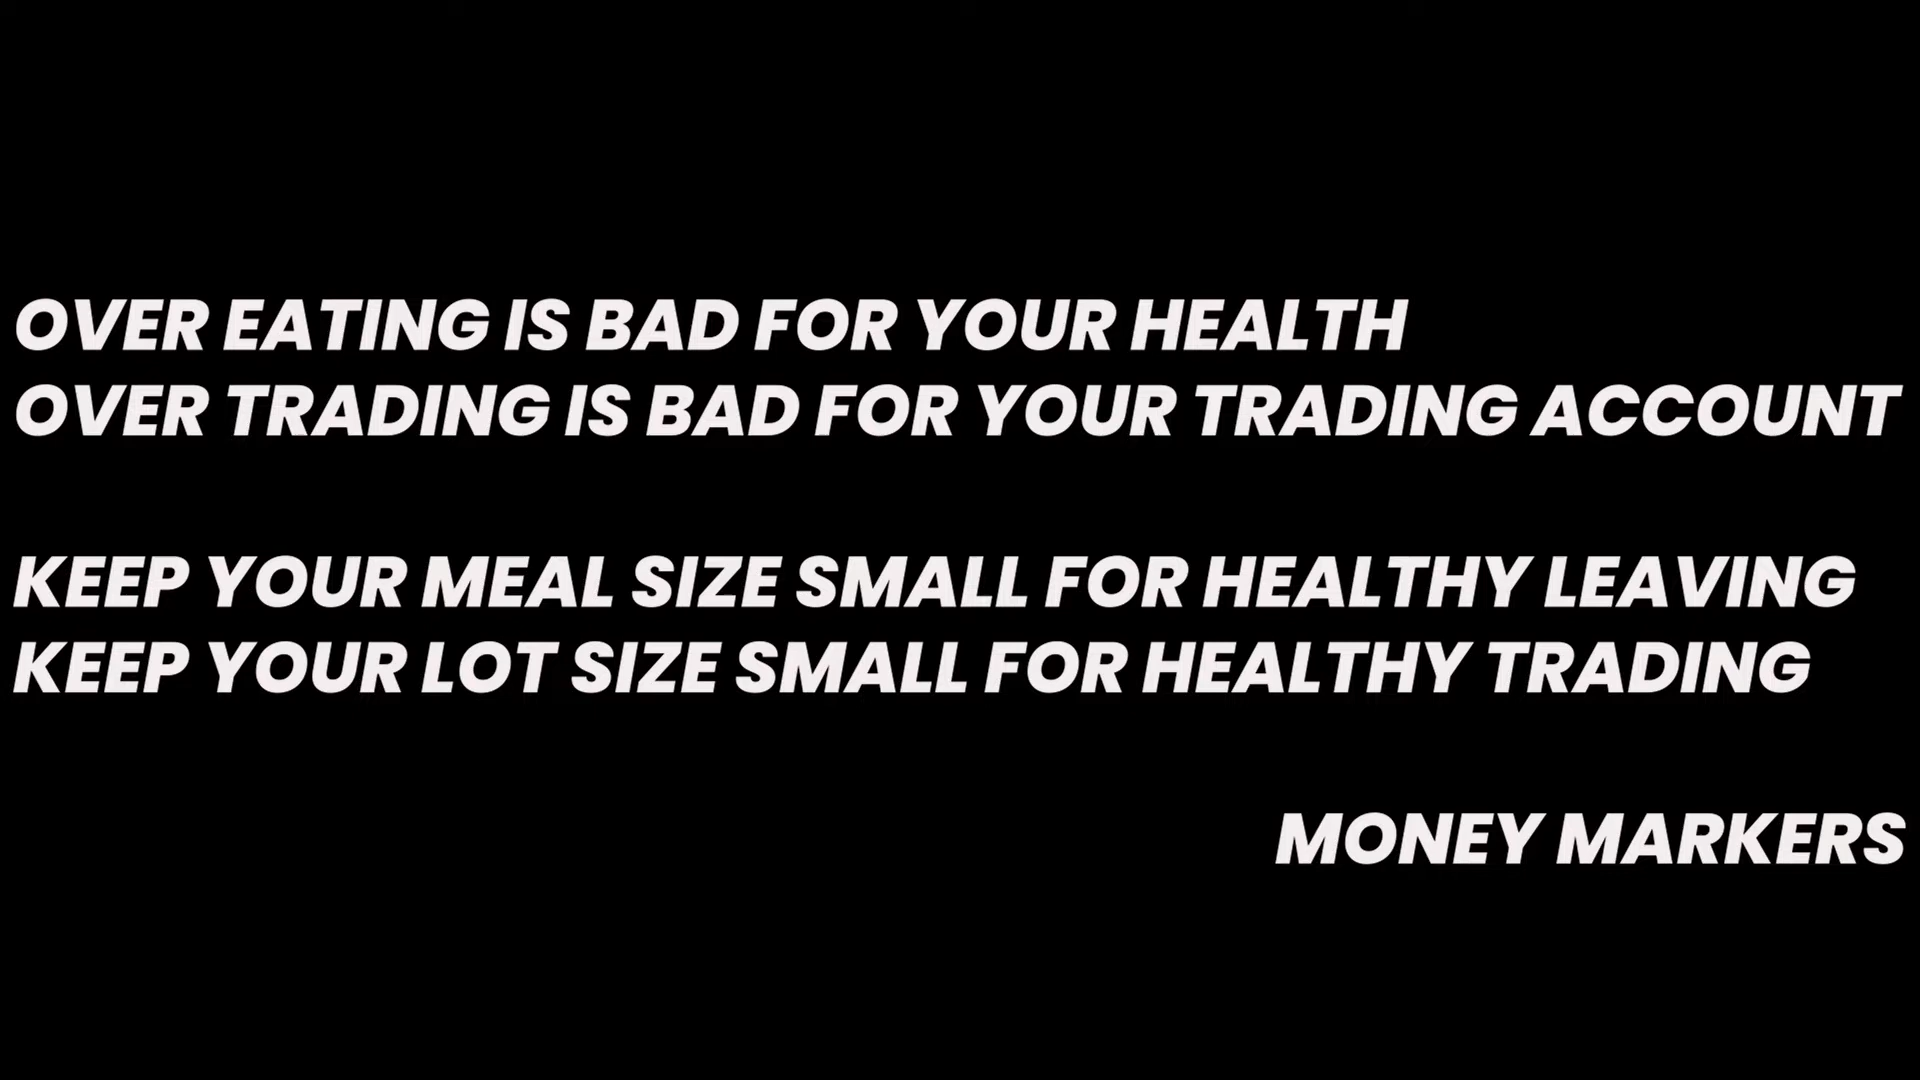 OVER EATING IS BAD FOR YOUR HEALTH
OVER TRADING IS BAD FOR YOUR TRADING ACCOUNT
KEEP YOUR MEAL SIZE SMALL FOR HEALTHY LEAVING
KEEP YOUR LOT SIZE SMALL FOR HEALTHY TRADING
MONEY MARKERS